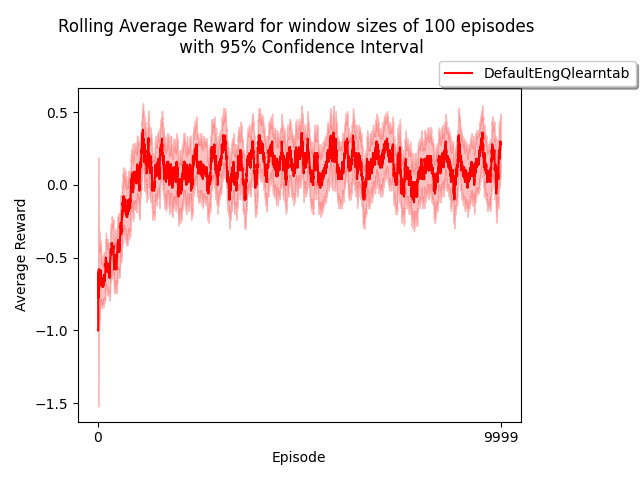 Rolling Average Reward for window sizes of 100 episodes
with 95% Confidence Interval
DefaultEngQlearntab
0.5
0.0
−0.5
−1.0
−1.5
Average Reward
0
9999
Episode